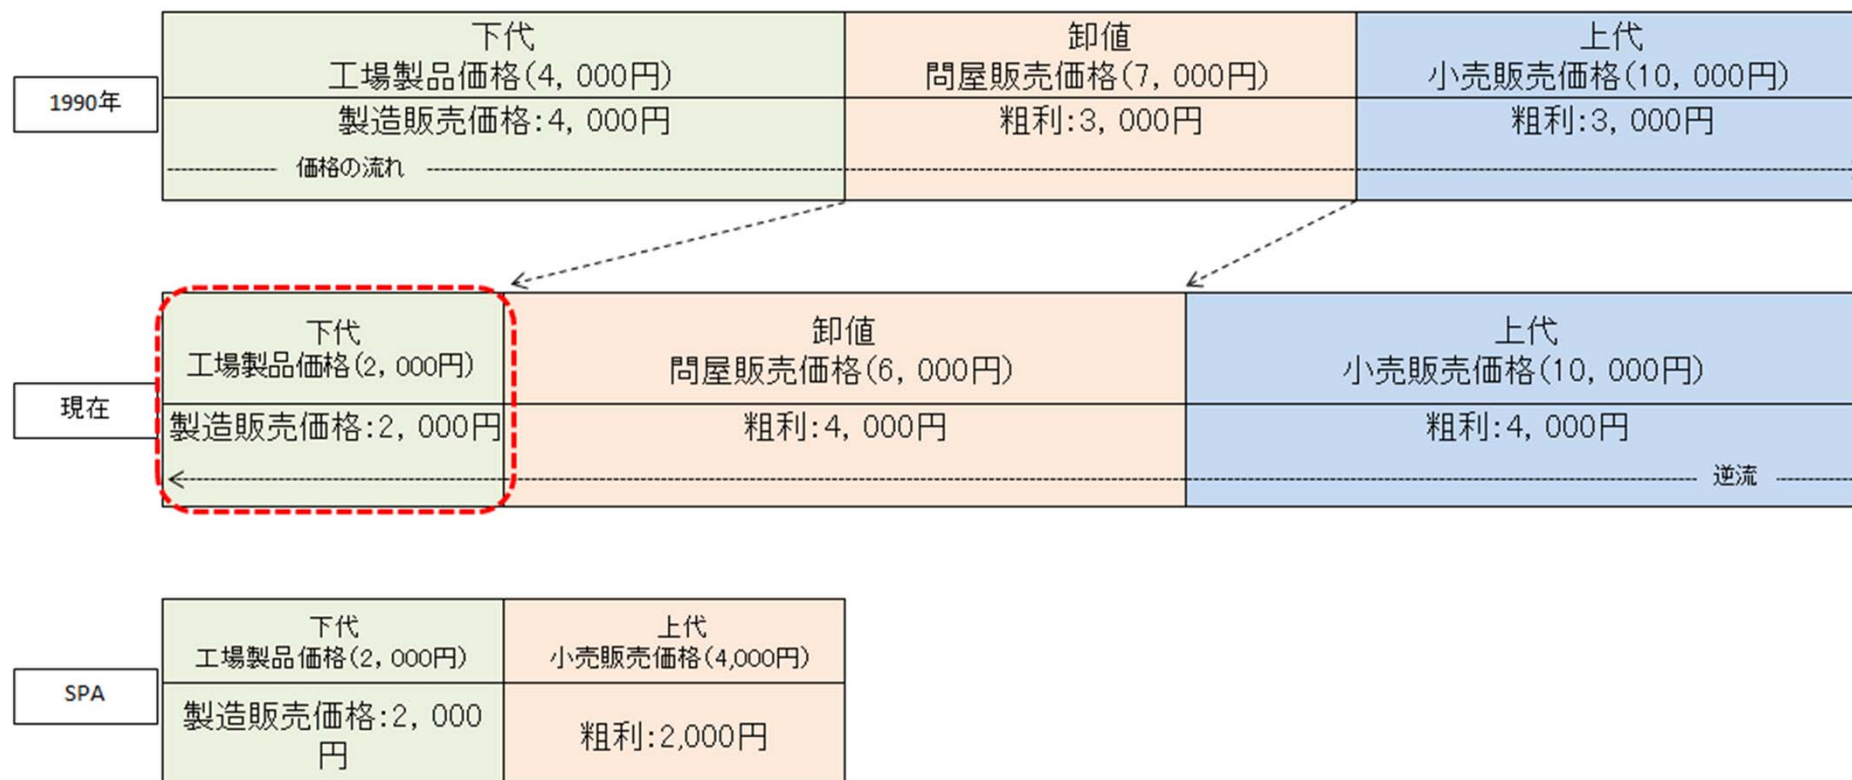 1990年
下代
工場製品価格(4, 000円)
製造販売価格:4, 000円
価格の流れ
卸値
問屋販売価格(7, 000円)
粗利:3, 000円
上代
小売販売価格(10, 000円)
粗利:3, 000円
現在
下代
工場製品価格(2, 000円)
製造販売価格:2, 000円
卸値
問屋販売価格(6, 000円)
粗利:4, 000円
上代
小売販売価格(10, 000円)
粗利:4, 000円
逆流
SPA
下代
工場製品価格(2, 000円)
製造販売価格:2, 000
円
上代
小売販売価格(4,000円)
粗利:2,000円